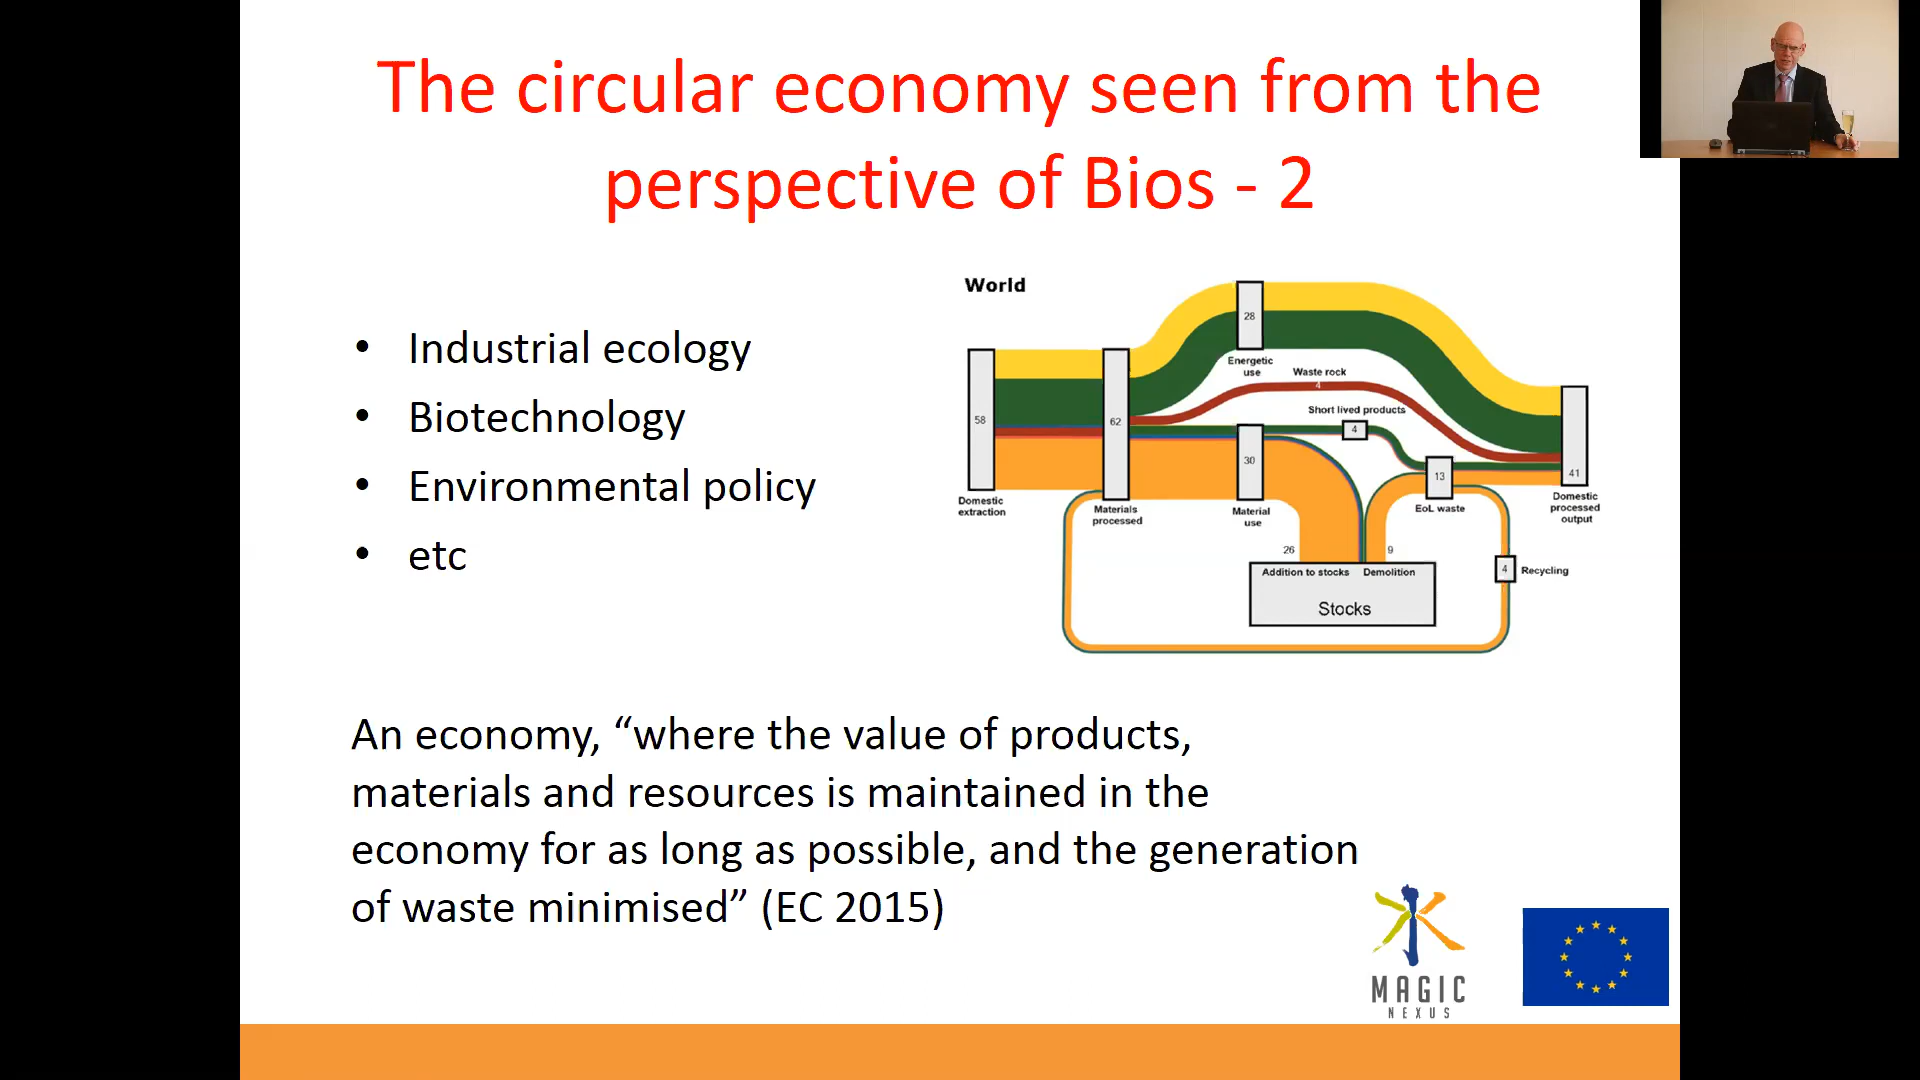 The circular economy seen from the
perspective of Bios - 2
• Industrial ecology
• Biotechnology
• Environmental policy
• etc
World
28
Energetic
use
Waste rock
4
Short lived products
4
58
62
30
13
41
Domestic
extraction
Materials
processed
Material
use
EoL waste
Domestic
processed
output
26
9
Addition to stocks
Demolition
Stocks
4
Recycling
An economy, “where the value of products,
materials and resources is maintained in the
economy for as long as possible, and the generation
of waste minimised” (EC 2015)
MAGIC
NEXUS